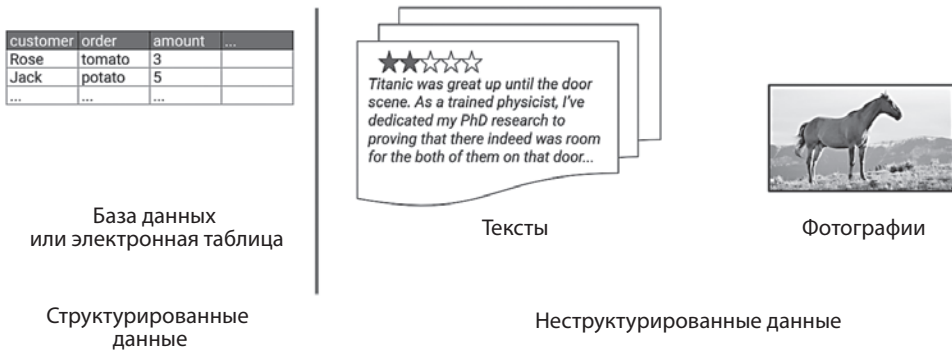 customer order amount ...
Rose tomato 3
Jack potato 5
... ... ...
База данных
или электронная таблица
Структурированные
данные
Titanic was great up until the door
scene. As a trained physicist, I've
dedicated my PhD research to
proving that there indeed was room
for the both of them on that door...
Тексты
Фотографии
Неструктурированные данные